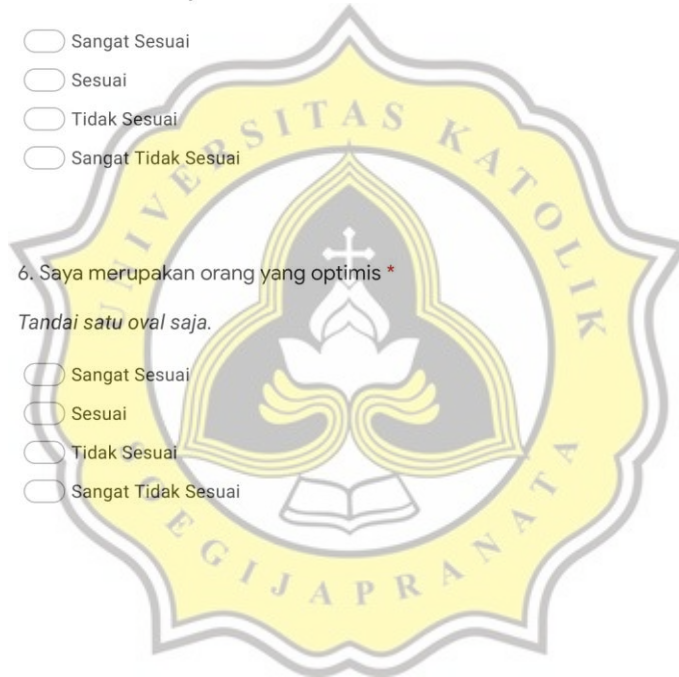 Sangat Sesuai
Sesuai
Tidak Sesuai
Sangat Tidak Sesuai
6. Saya merupakan orang yang optimis *
Tandai satu oval saja.
Sangat Sesuai
Sesuai
Tidak Sesuai
Sangat Tidak Sesuai
UNIVERSITAS KATOLIK
SOEGIJAPRANATA